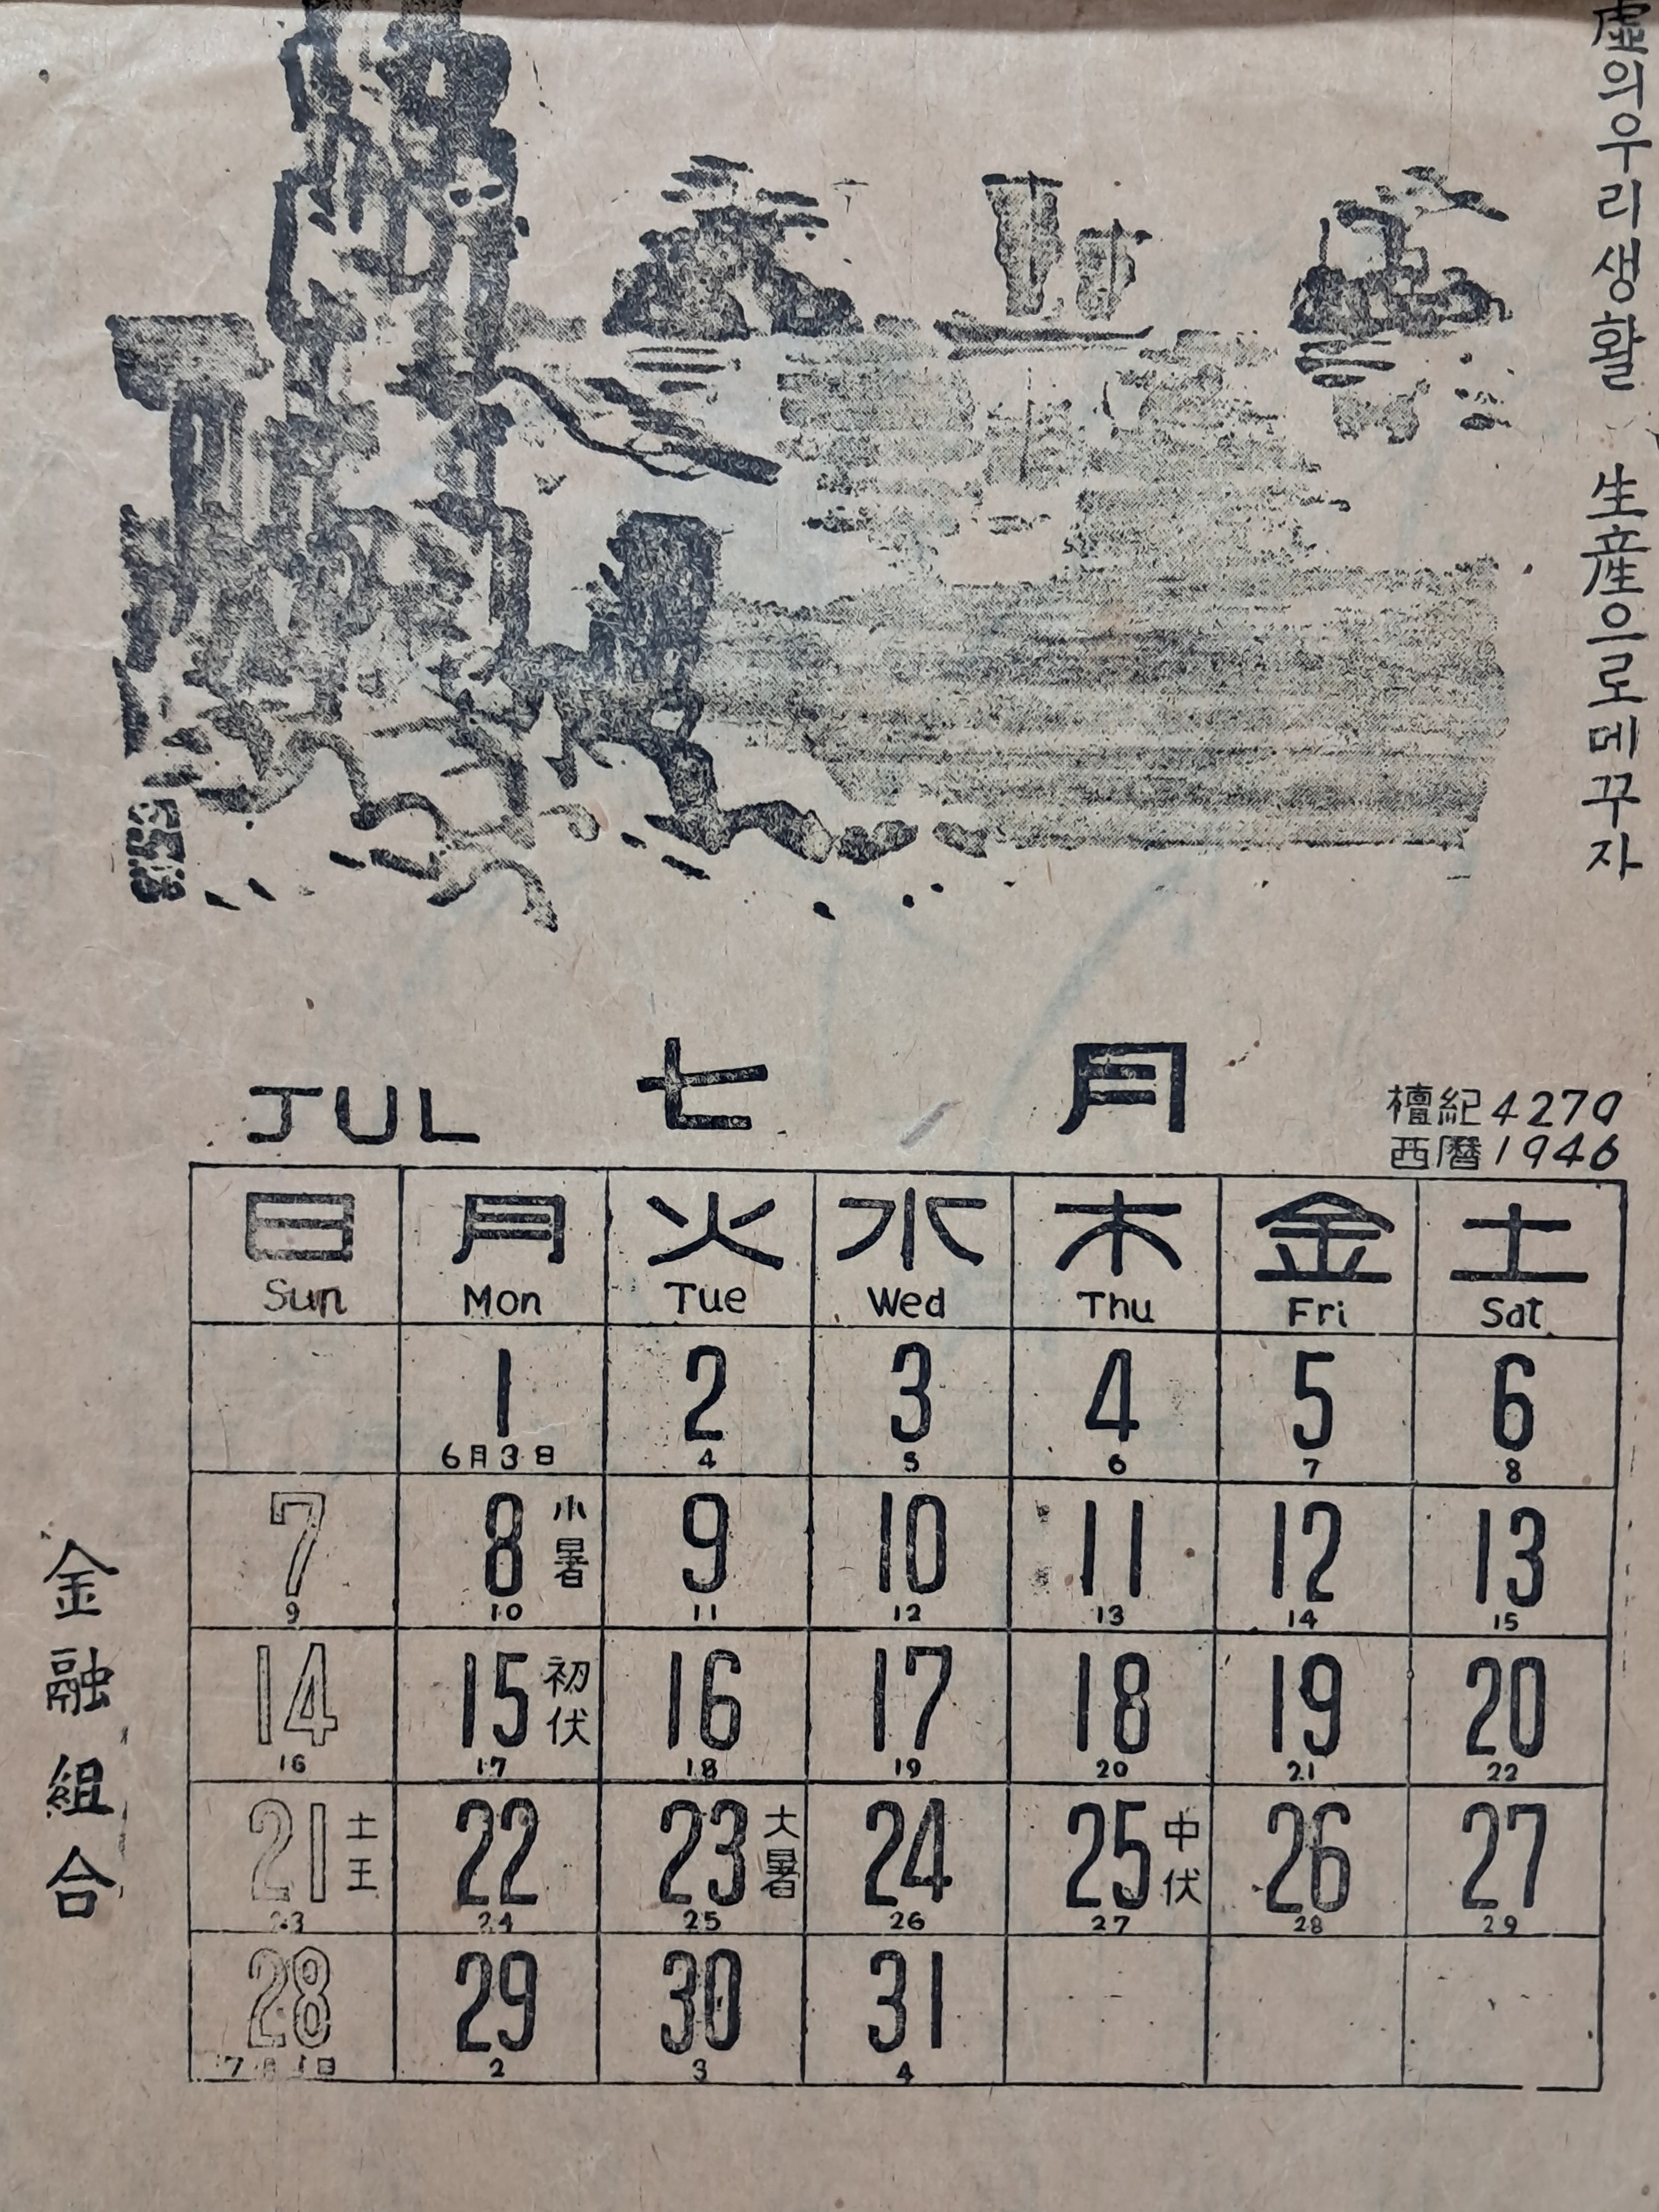 虛의우리생활 生産으로메꾸자
JUL 七月
檀紀4279
西曆1946
日 月 火 水 木 金 土
Sun Mon Tue Wed Thu Fri Sat
1 2 3 4 5 6
6月3日 4 5 6 7 8
7 8 小暑 9 10 11 12 13
9 10 11 12 13 14 15
14 15 初伏 16 17 18 19 20
16 17 18 19 20 21 22
21 土王 22 23 大暑 24 25 中伏 26 27
23 24 25 26 27 28 29
28 29 30 31
7月1日 2 3 4
金融組合